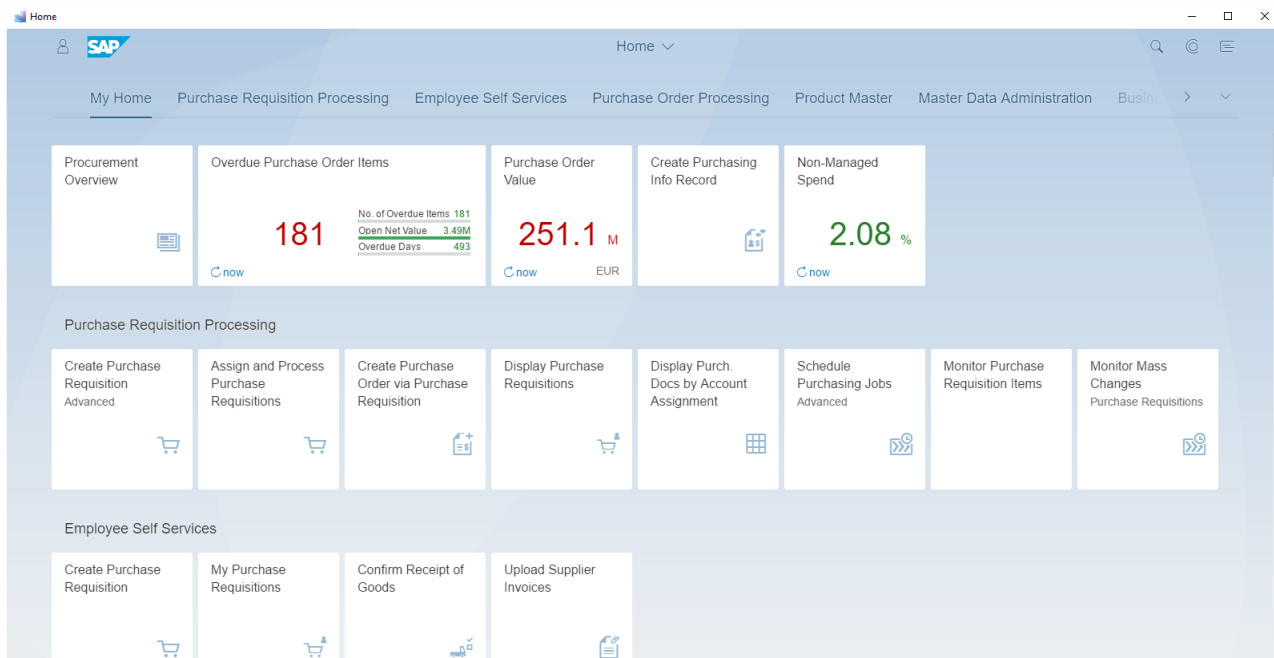 Home
SAP
Home
My Home
Purchase Requisition Processing
Employee Self Services
Purchase Order Processing
Product Master
Master Data Administration
Procurement
Overview
Overdue Purchase Order Items
181
No. of Overdue Items 181
Open Net Value 3.49M
Overdue Days 493
now
Purchase Order
Value
251.1 M
now
EUR
Create Purchasing
Info Record
Non-Managed
Spend
2.08 %
now
Purchase Requisition Processing
Create Purchase
Requisition
Advanced
Assign and Process
Purchase
Requisitions
Create Purchase
Order via Purchase
Requisition
Display Purchase
Requisitions
Display Purch.
Docs by Account
Assignment
Schedule
Purchasing Jobs
Advanced
Monitor Purchase
Requisition Items
Monitor Mass
Changes
Purchase Requisitions
Employee Self Services
Create Purchase
Requisition
My Purchase
Requisitions
Confirm Receipt of
Goods
Upload Supplier
Invoices